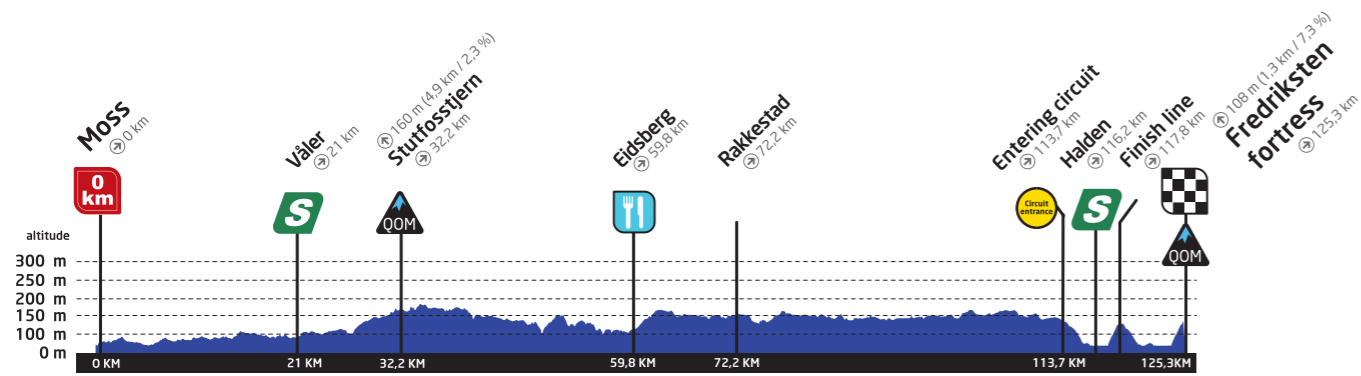 Moss
0 km
0
km
Våler
21 km
S
160 m (4,9 km / 2,3 %)
Stutfosstjern
32,2 km
QOM
Eidsberg
59,8 km
Rakkestad
72,2 km
Entering circuit
113,7 km
Circuit
entrance
Halden
116,2 km
S
Finish line
117,8 km
108 m (1,3 km / 7,3 %)
Fredriksten
fortress
125,3 km
QOM
altitude
300 m
250 m
200 m
150 m
100 m
0 m
0 KM
21 KM
32,2 KM
59,8 KM
72,2 KM
113,7 KM
125,3KM